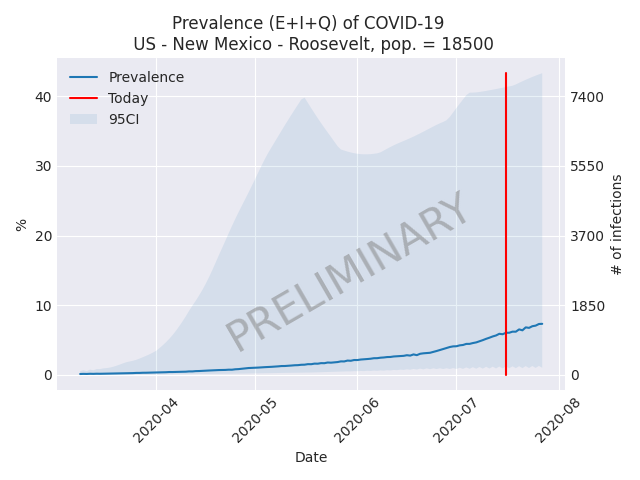 Prevalence (E+I+Q) of COVID-19
US - New Mexico - Roosevelt, pop. = 18500
Prevalence
Today
95CI
40
30
20
10
0
%
7400
5550
3700
1850
0
# of infections
PRELIMINARY
2020-04
2020-05
2020-06
2020-07
2020-08
Date